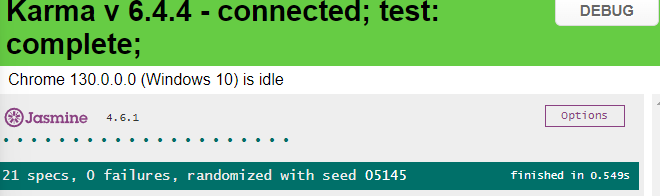 Karma v 6.4.4 - connected; test:
complete;
DEBUG
Chrome 130.0.0.0 (Windows 10) is idle
Jasmine 4.6.1
Options
21 specs, 0 failures, randomized with seed 05145
finished in 0.549s